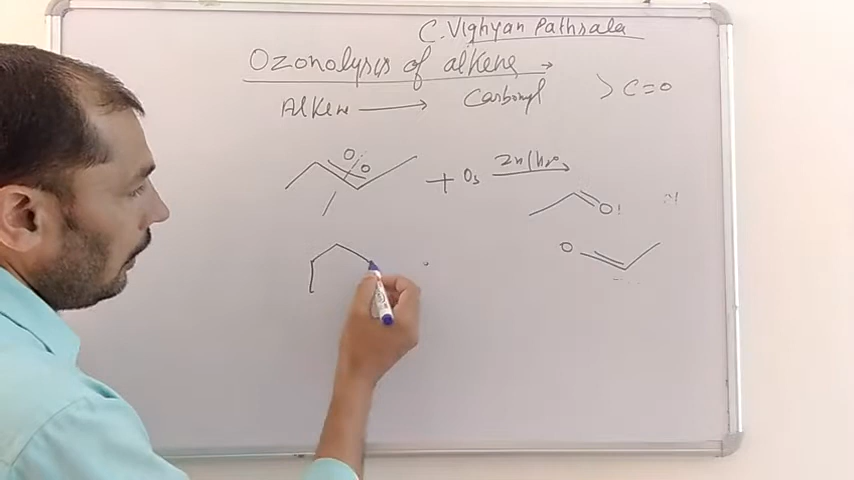 C. Vighyan Pathsala
Ozonolysis of alkene →
Alkene → Carbonyl > C = O
O O
+ O3 Zn/H2O
O
O